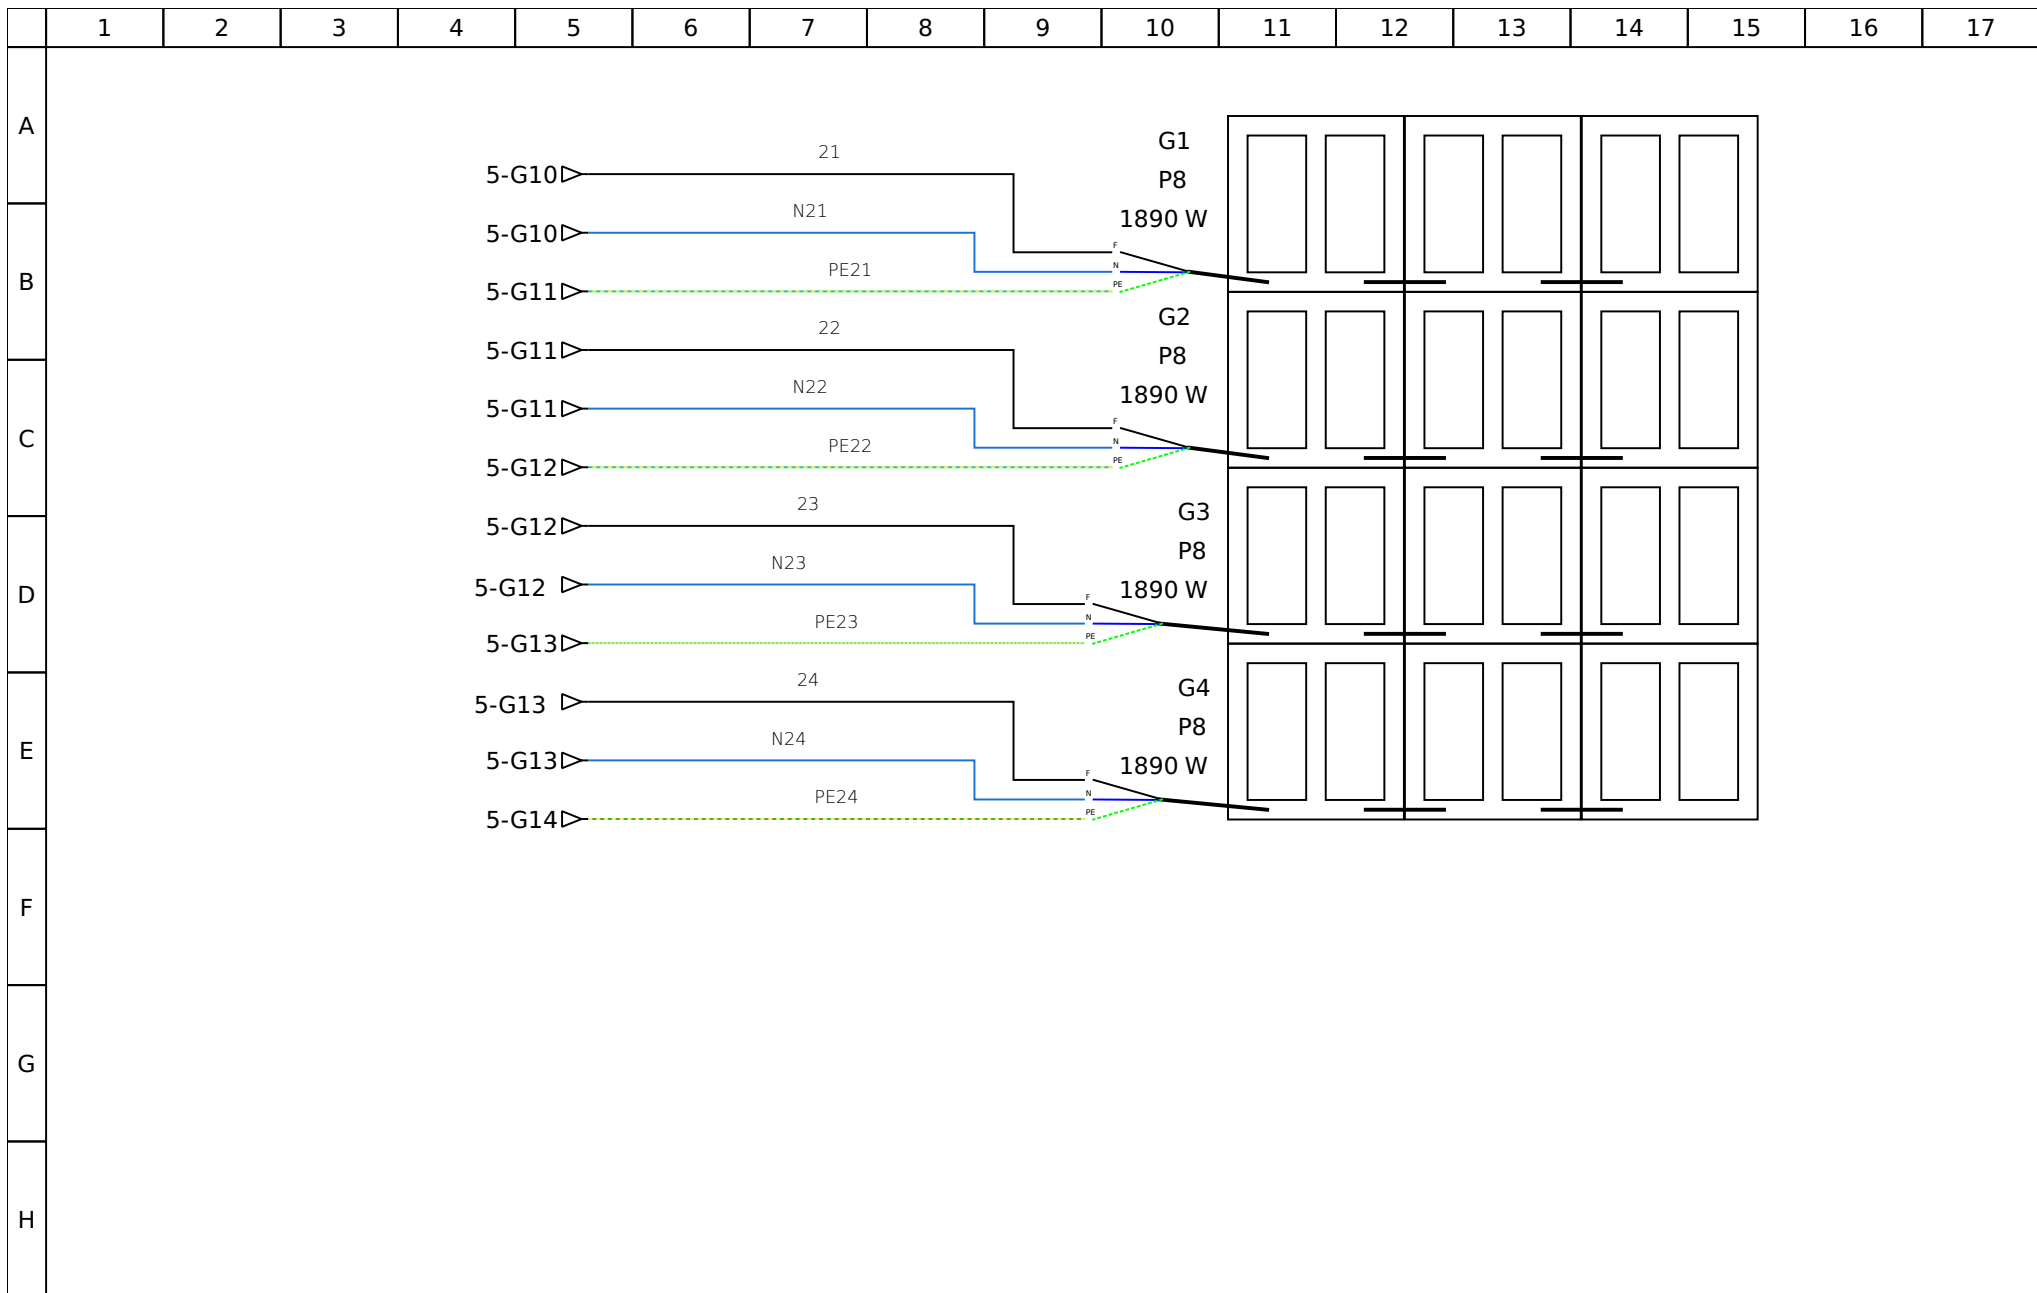 1 2 3 4 5 6 7 8 9 10 11 12 13 14 15 16 17
A
21
G1
5-G10
P8
N21
1890 W
5-G10
F
N
PE21
B
PE
5-G11
G2
22
5-G11
P8
N22
1890 W
5-G11
F
C
N
PE22
PE
5-G12
23
G3
5-G12
P8
N23
5-G12
1890 W
D
F
N
PE23
PE
5-G13
24
G4
5-G13
P8
N24
E
5-G13
1890 W
F
N
PE24
PE
5-G14
F
G
H